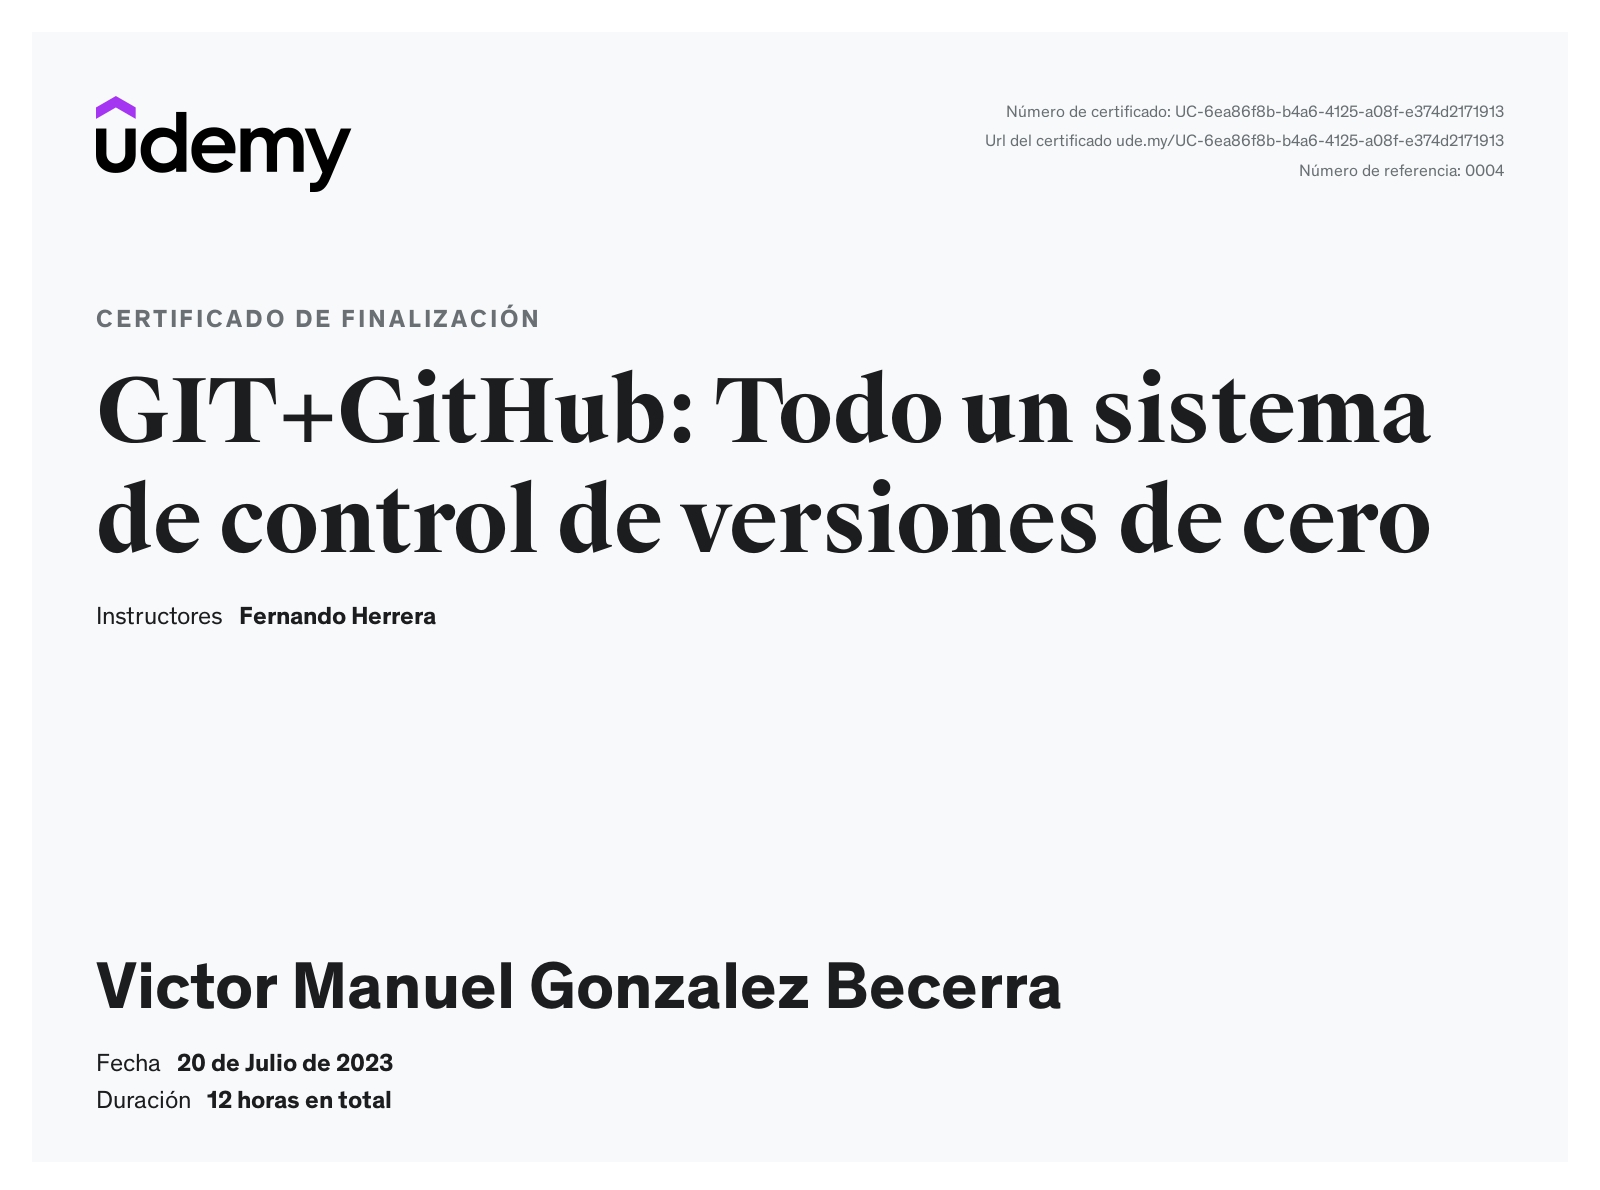 udemy
Número de certificado: UC-6ea86f8b-b4a6-4125-a08f-e374d2171913
Url del certificado ude.my/UC-6ea86f8b-b4a6-4125-a08f-e374d2171913
Número de referencia: 0004
CERTIFICADO DE FINALIZACIÓN
GIT+GitHub: Todo un sistema
de control de versiones de cero
Instructores Fernando Herrera
Victor Manuel Gonzalez Becerra
Fecha 20 de Julio de 2023
Duración 12 horas en total